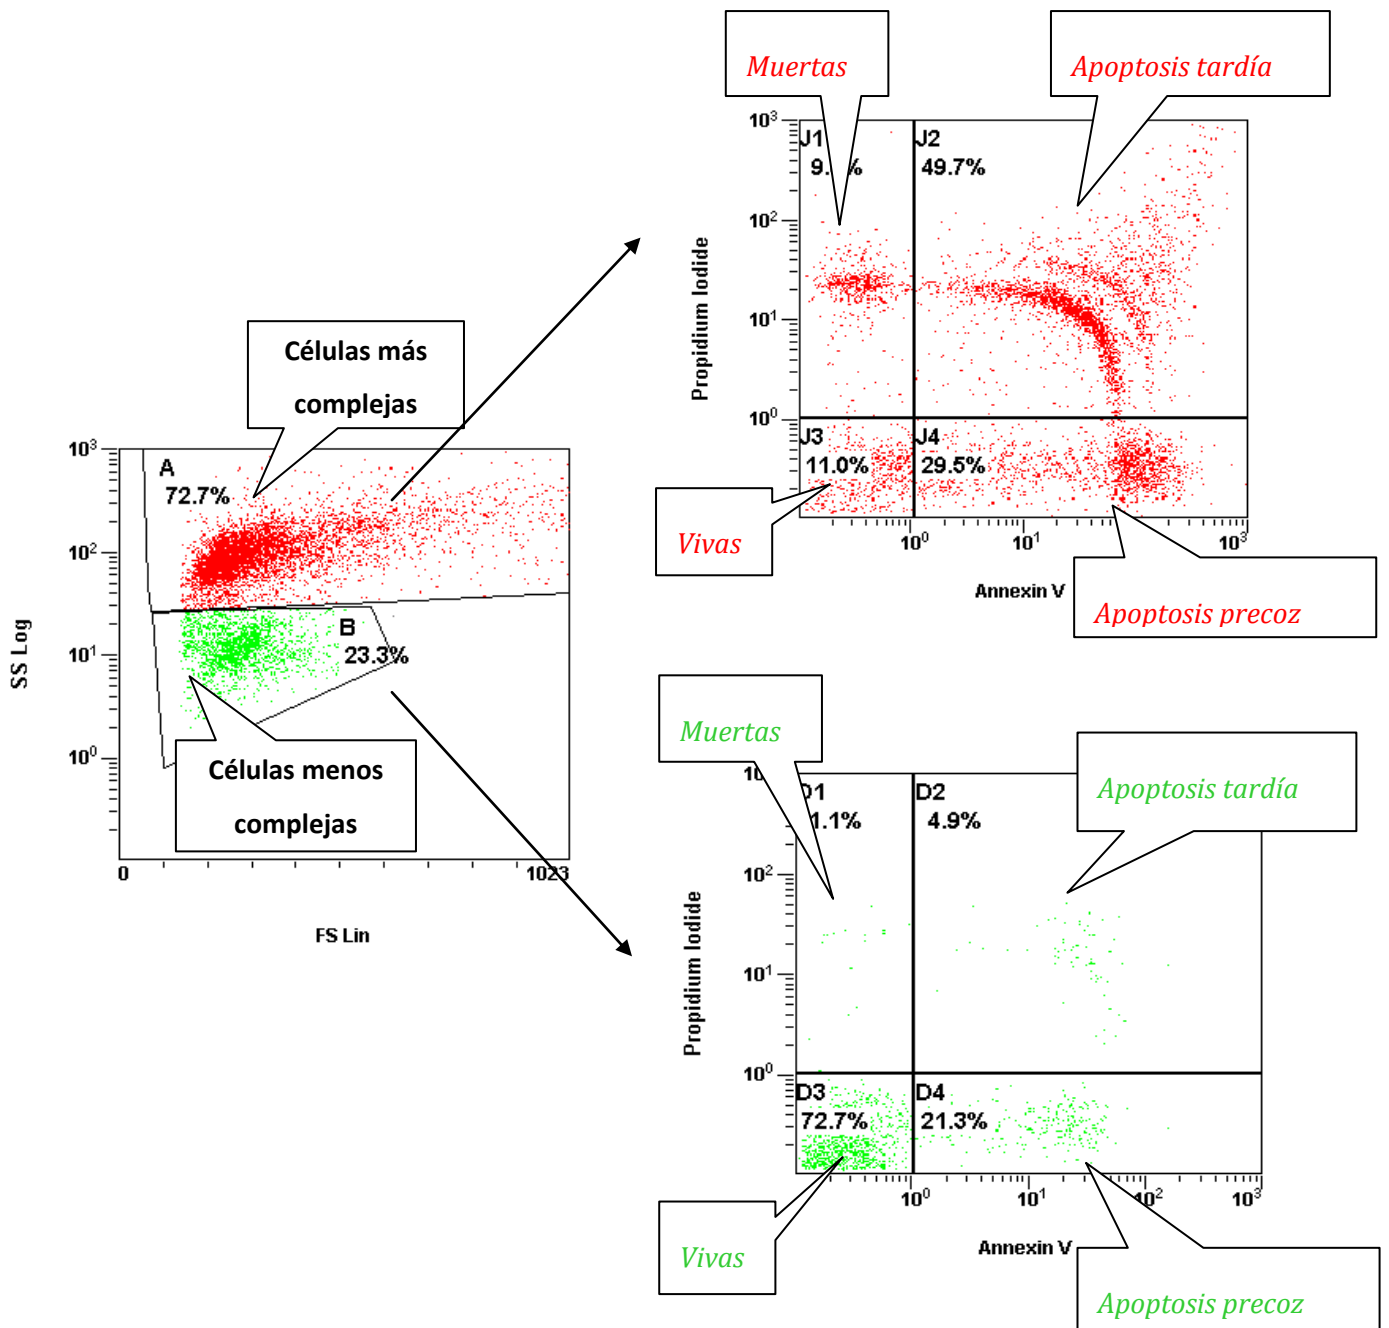 Células más
complejas
10³
A
72.7%
10²
B
23.3%
10¹
10⁰
SS Log
Células menos
complejas
0
1023
FS Lin
Muertas
Apoptosis tardía
10³
J1
J2
49.7%
10²
10¹
10⁰
Propidium Iodide
J3
J4
11.0%
29.5%
Vivas
10⁰
10¹
10³
Annexin V
Apoptosis precoz
Muertas
Apoptosis tardía
D1
D2
1.1%
4.9%
10²
10¹
10⁰
Propidium Iodide
D3
D4
72.7%
21.3%
10⁰
10¹
10²
10³
Vivas
Annexin V
Apoptosis precoz